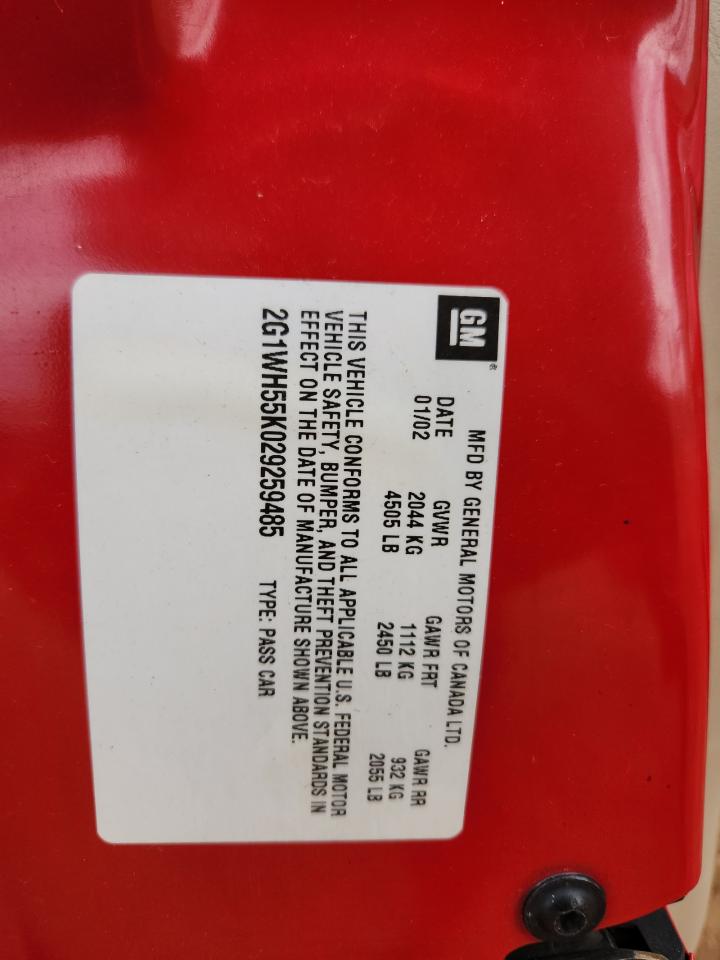 GM ®
MFD BY GENERAL MOTORS OF CANADA LTD.
DATE GVWR GAWR FRT GAWR RR
01/02 2044 KG 1112 KG 932 KG
4505 LB 2450 LB 2055 LB
THIS VEHICLE CONFORMS TO ALL APPLICABLE U.S. FEDERAL MOTOR
VEHICLE SAFETY, BUMPER, AND THEFT PREVENTION STANDARDS IN
EFFECT ON THE DATE OF MANUFACTURE SHOWN ABOVE.
2G1WH55K029259485 TYPE: PASS CAR